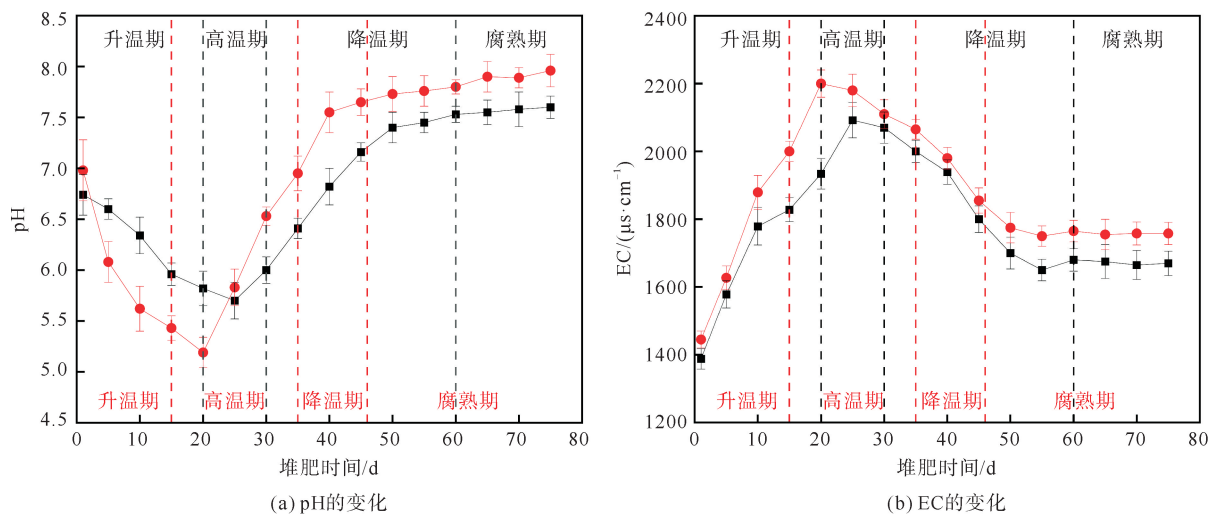 升温期 高温期 降温期 腐熟期
8.5
8.0
7.5
7.0
6.5
6.0
5.5
5.0
4.5
pH
升温期 高温期 降温期 腐熟期
0 10 20 30 40 50 60 70 80
堆肥时间/d
(a) pH的变化
升温期 高温期 降温期 腐熟期
2400
2200
2000
1800
1600
1400
1200
EC/(μs·cm⁻¹)
升温期 高温期 降温期 腐熟期
0 10 20 30 40 50 60 70 80
堆肥时间/d
(b) EC的变化